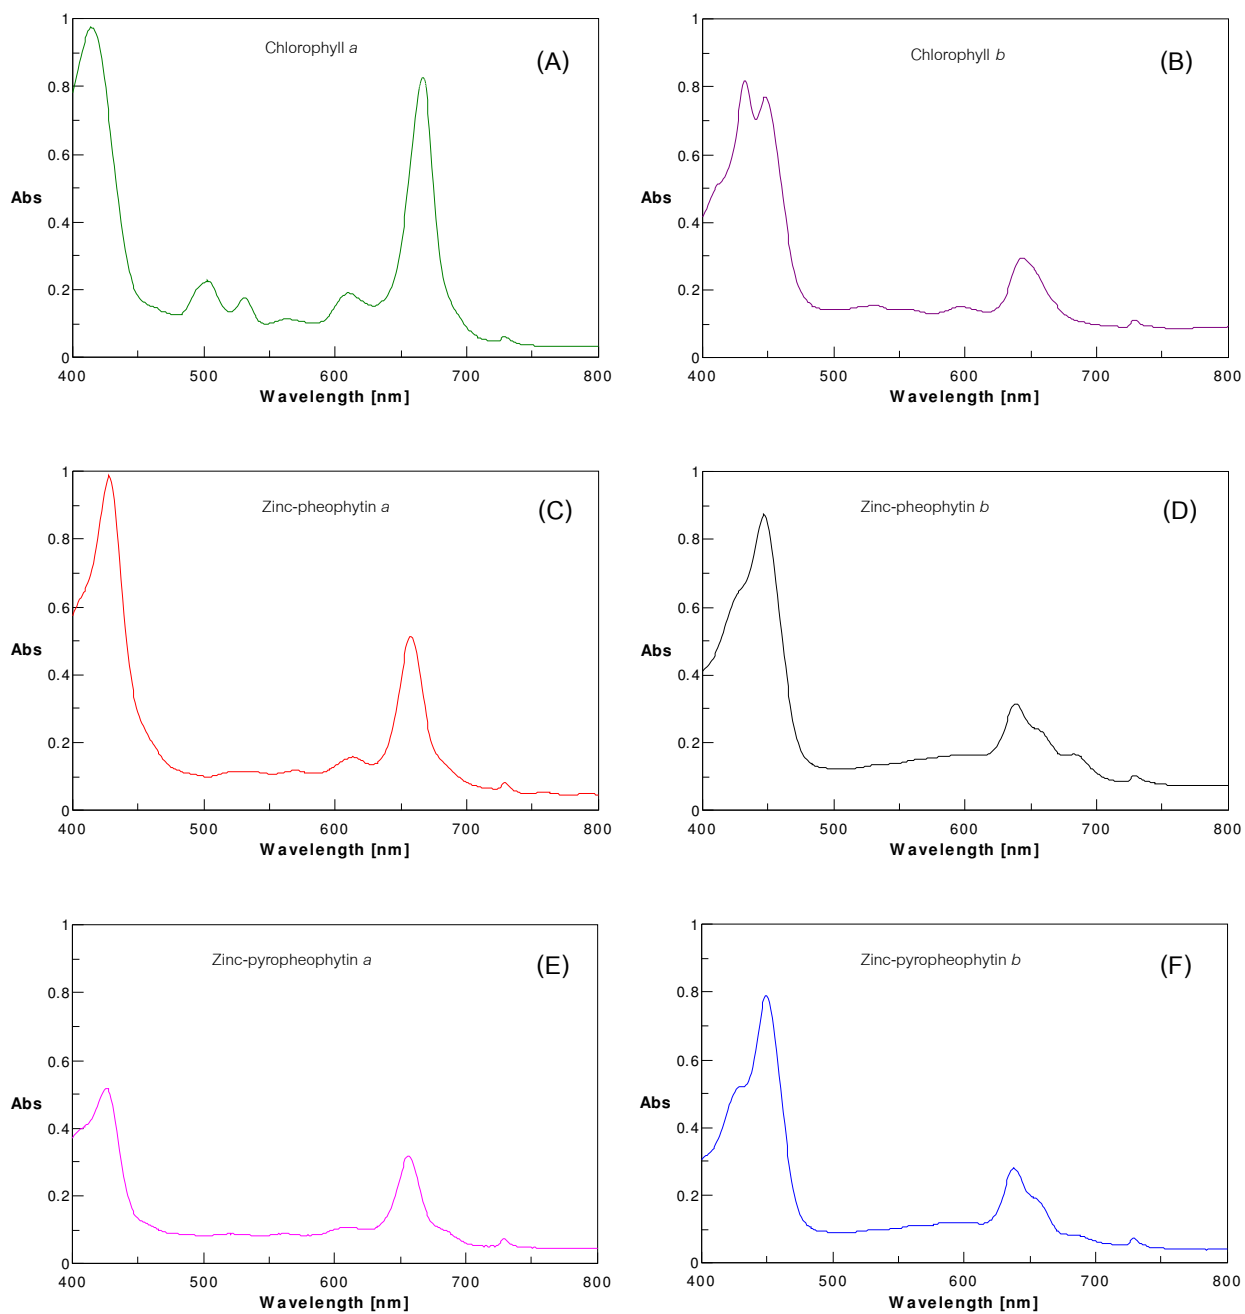 Chlorophyll a
(A)
1
0.8
0.6
Abs
0.4
0.2
0
400 500 600 700 800
Wavelength [nm]
Chlorophyll b
(B)
1
0.8
0.6
Abs
0.4
0.2
0
400 500 600 700 800
Wavelength [nm]
Zinc-pheophytin a
(C)
1
0.8
0.6
Abs
0.4
0.2
0
400 500 600 700 800
Wavelength [nm]
Zinc-pheophytin b
(D)
1
0.8
0.6
Abs
0.4
0.2
0
400 500 600 700 800
Wavelength [nm]
Zinc-pyropheophytin a
(E)
1
0.8
0.6
Abs
0.4
0.2
0
400 500 600 700 800
Wavelength [nm]
Zinc-pyropheophytin b
(F)
1
0.8
0.6
Abs
0.4
0.2
0
400 500 600 700 800
Wavelength [nm]